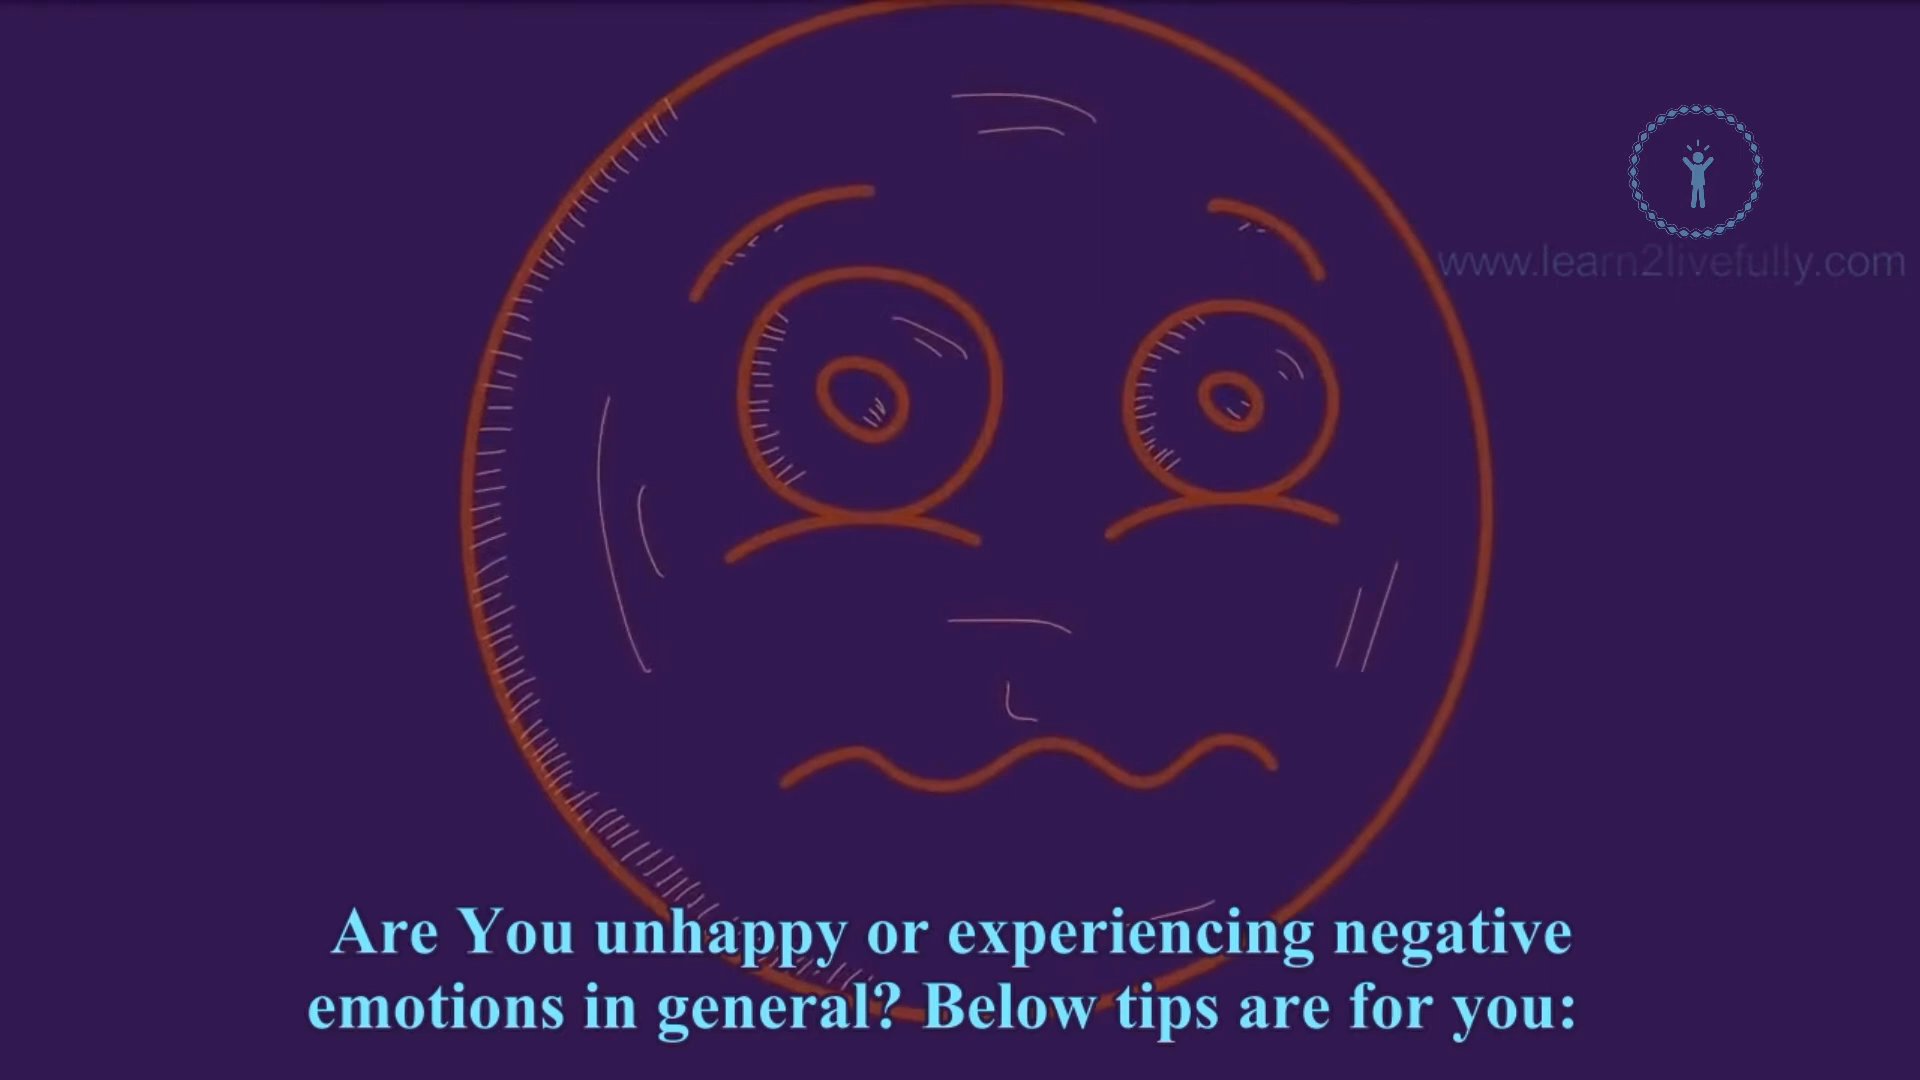 www.learn2livefully.com
Are You unhappy or experiencing negative
emotions in general? Below tips are for you: